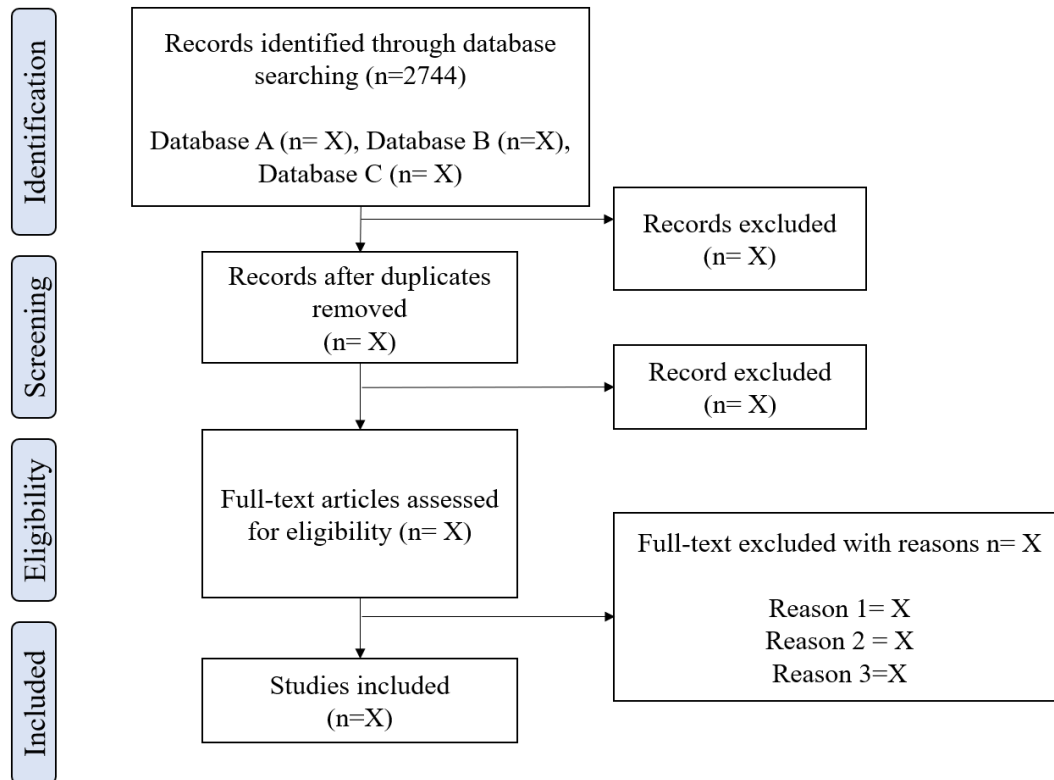 Identification
Records identified through database
searching (n=2744)
Database A (n= X), Database B (n=X),
Database C (n= X)
Records excluded
(n= X)
Screening
Records after duplicates
removed
(n= X)
Record excluded
(n= X)
Eligibility
Full-text articles assessed
for eligibility (n= X)
Full-text excluded with reasons n= X
Reason 1= X
Reason 2 = X
Reason 3=X
Included
Studies included
(n=X)